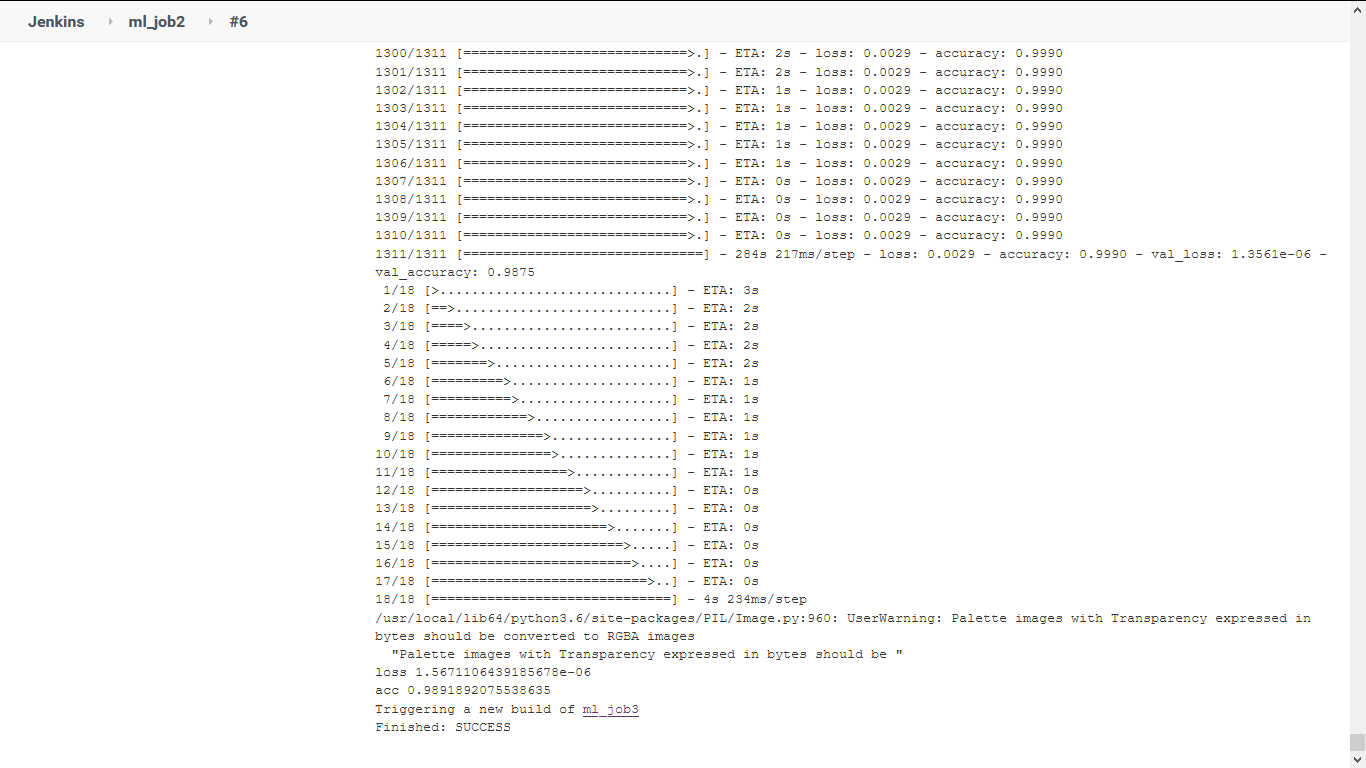 Jenkins ml_job2 #6
1300/1311 [============================>.] - ETA: 2s - loss: 0.0029 - accuracy: 0.9990
1301/1311 [============================>.] - ETA: 2s - loss: 0.0029 - accuracy: 0.9990
1302/1311 [============================>.] - ETA: 1s - loss: 0.0029 - accuracy: 0.9990
1303/1311 [============================>.] - ETA: 1s - loss: 0.0029 - accuracy: 0.9990
1304/1311 [============================>.] - ETA: 1s - loss: 0.0029 - accuracy: 0.9990
1305/1311 [============================>.] - ETA: 1s - loss: 0.0029 - accuracy: 0.9990
1306/1311 [============================>.] - ETA: 1s - loss: 0.0029 - accuracy: 0.9990
1307/1311 [============================>.] - ETA: 0s - loss: 0.0029 - accuracy: 0.9990
1308/1311 [============================>.] - ETA: 0s - loss: 0.0029 - accuracy: 0.9990
1309/1311 [============================>.] - ETA: 0s - loss: 0.0029 - accuracy: 0.9990
1310/1311 [============================>.] - ETA: 0s - loss: 0.0029 - accuracy: 0.9990
1311/1311 [==============================] - 284s 217ms/step - loss: 0.0029 - accuracy: 0.9990 - val_loss: 1.3561e-06 -
val_accuracy: 0.9875
1/18 [>.............................] - ETA: 3s
2/18 [==>...........................] - ETA: 2s
3/18 [====>.........................] - ETA: 2s
4/18 [=====>........................] - ETA: 2s
5/18 [=======>......................] - ETA: 2s
6/18 [=========>....................] - ETA: 1s
7/18 [==========>...................] - ETA: 1s
8/18 [============>.................] - ETA: 1s
9/18 [==============>...............] - ETA: 1s
10/18 [===============>..............] - ETA: 1s
11/18 [=================>............] - ETA: 1s
12/18 [===================>..........] - ETA: 0s
13/18 [====================>.........] - ETA: 0s
14/18 [======================>.......] - ETA: 0s
15/18 [========================>.....] - ETA: 0s
16/18 [=========================>....] - ETA: 0s
17/18 [===========================>..] - ETA: 0s
18/18 [==============================] - 4s 234ms/step
/usr/local/lib64/python3.6/site-packages/PIL/Image.py:960: UserWarning: Palette images with Transparency expressed in
bytes should be converted to RGBA images
"Palette images with Transparency expressed in bytes should be "
loss 1.5671106439185678e-06
acc 0.9891892075538635
Triggering a new build of ml_job3
Finished: SUCCESS